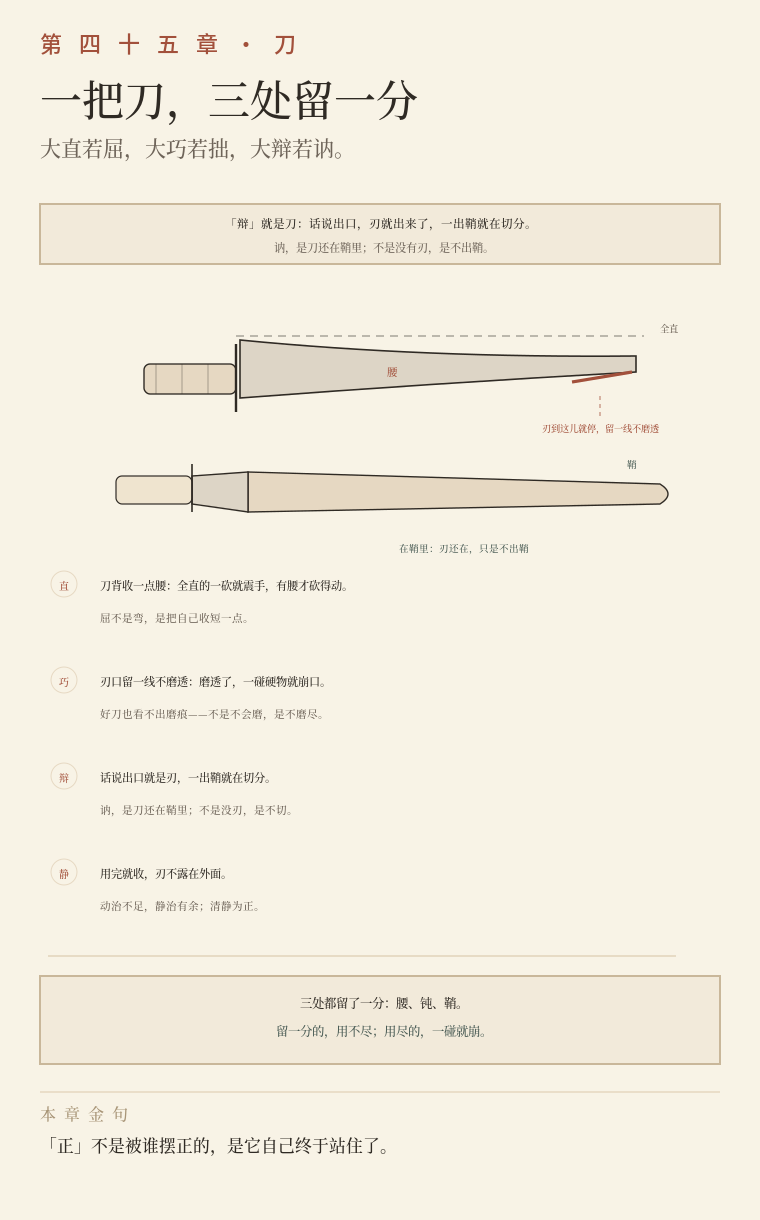 第四十五章·刀
一把刀，三处留一分
大直若屈，大巧若拙，大辩若讷。
「辩」就是刀：话说出口，刃就出来了，一出鞘就在切分。
讷，是刀还在鞘里；不是没有刃，是不出鞘。
全直
腰
刃到这儿就停，留一线不磨透
鞘
在鞘里：刃还在，只是不出鞘
直
刀背收一点腰：全直的一砍就震手，有腰才砍得动。
屈不是弯，是把自己收短一点。
巧
刃口留一线不磨透：磨透了，一碰硬物就崩口。
好刀也看不出磨痕——不是不会磨，是不磨尽。
辩
话说出口就是刃，一出鞘就在切分。
讷，是刀还在鞘里；不是没刃，是不切。
静
用完就收，刃不露在外面。
动治不足，静治有余；清静为正。
三处都留了一分：腰、钝、鞘。
留一分的，用不尽；用尽的，一碰就崩。
本章金句
「正」不是被谁摆正的，是它自己终于站住了。